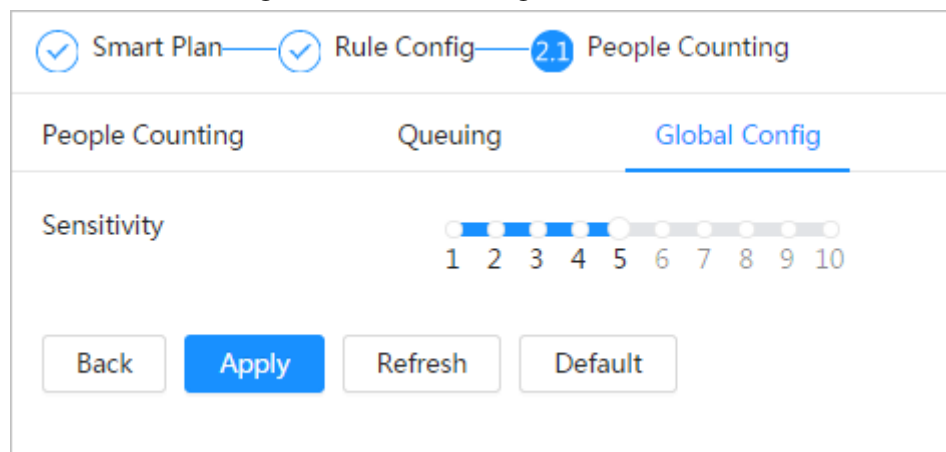 Smart Plan Rule Config 2.1 People Counting
People Counting Queuing Global Config
Sensitivity
1 2 3 4 5 6 7 8 9 10
Back Apply Refresh Default